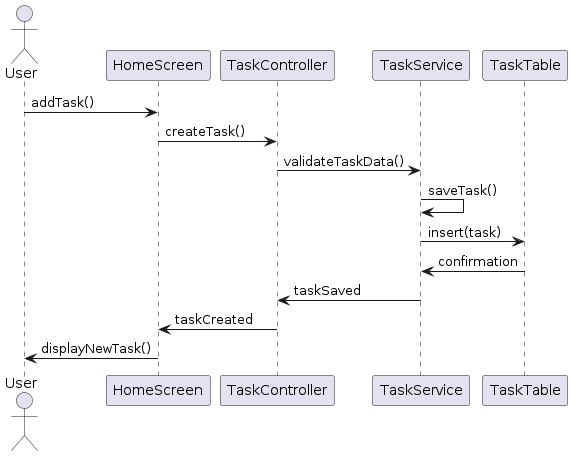 User
HomeScreen
TaskController
TaskService
TaskTable
addTask()
createTask()
validateTaskData()
saveTask()
insert(task)
confirmation
taskSaved
taskCreated
displayNewTask()
User
HomeScreen
TaskController
TaskService
TaskTable